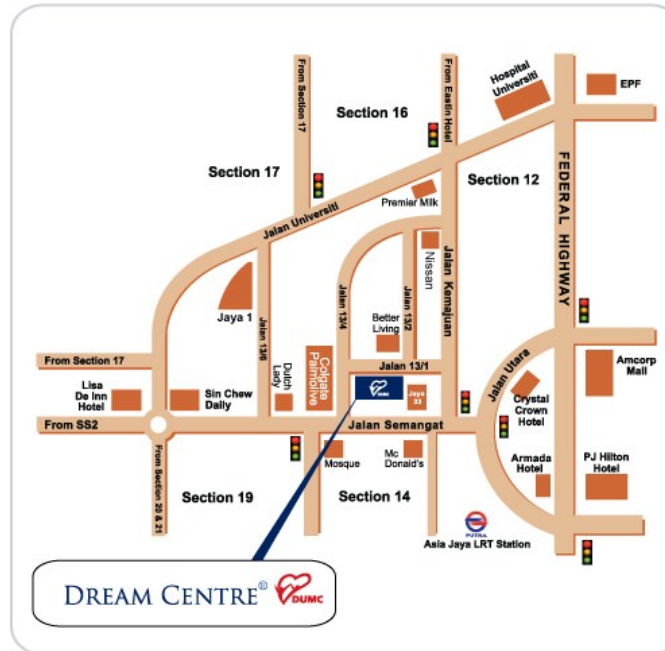 From Section 17
Section 16
From Eastin Hotel
Hospital
Universiti
EPF
Section 17
Section 12
FEDERAL HIGHWAY
Premier Milk
Jalan Universiti
Nissan
Jalan Kemajuan
Jaya 1
Jalan 13/6
Jalan 13/4
Jalan 13/2
Better
Living
From Section 17
Dutch
Lady
Colgate
Palmolive
Jalan 13/1
Jalan Utara
Amcorp
Mall
Lisa
De Inn
Hotel
Sin Chew
Daily
DUMC
Jaya
33
Crystal
Crown
Hotel
From SS2
Jalan Semangat
From Section 20 & 21
Mosque
Mc
Donald's
Armada
Hotel
PJ Hilton
Hotel
Section 19
Section 14
PUTRA
Asia Jaya LRT Station
DREAM CENTRE®
DUMC